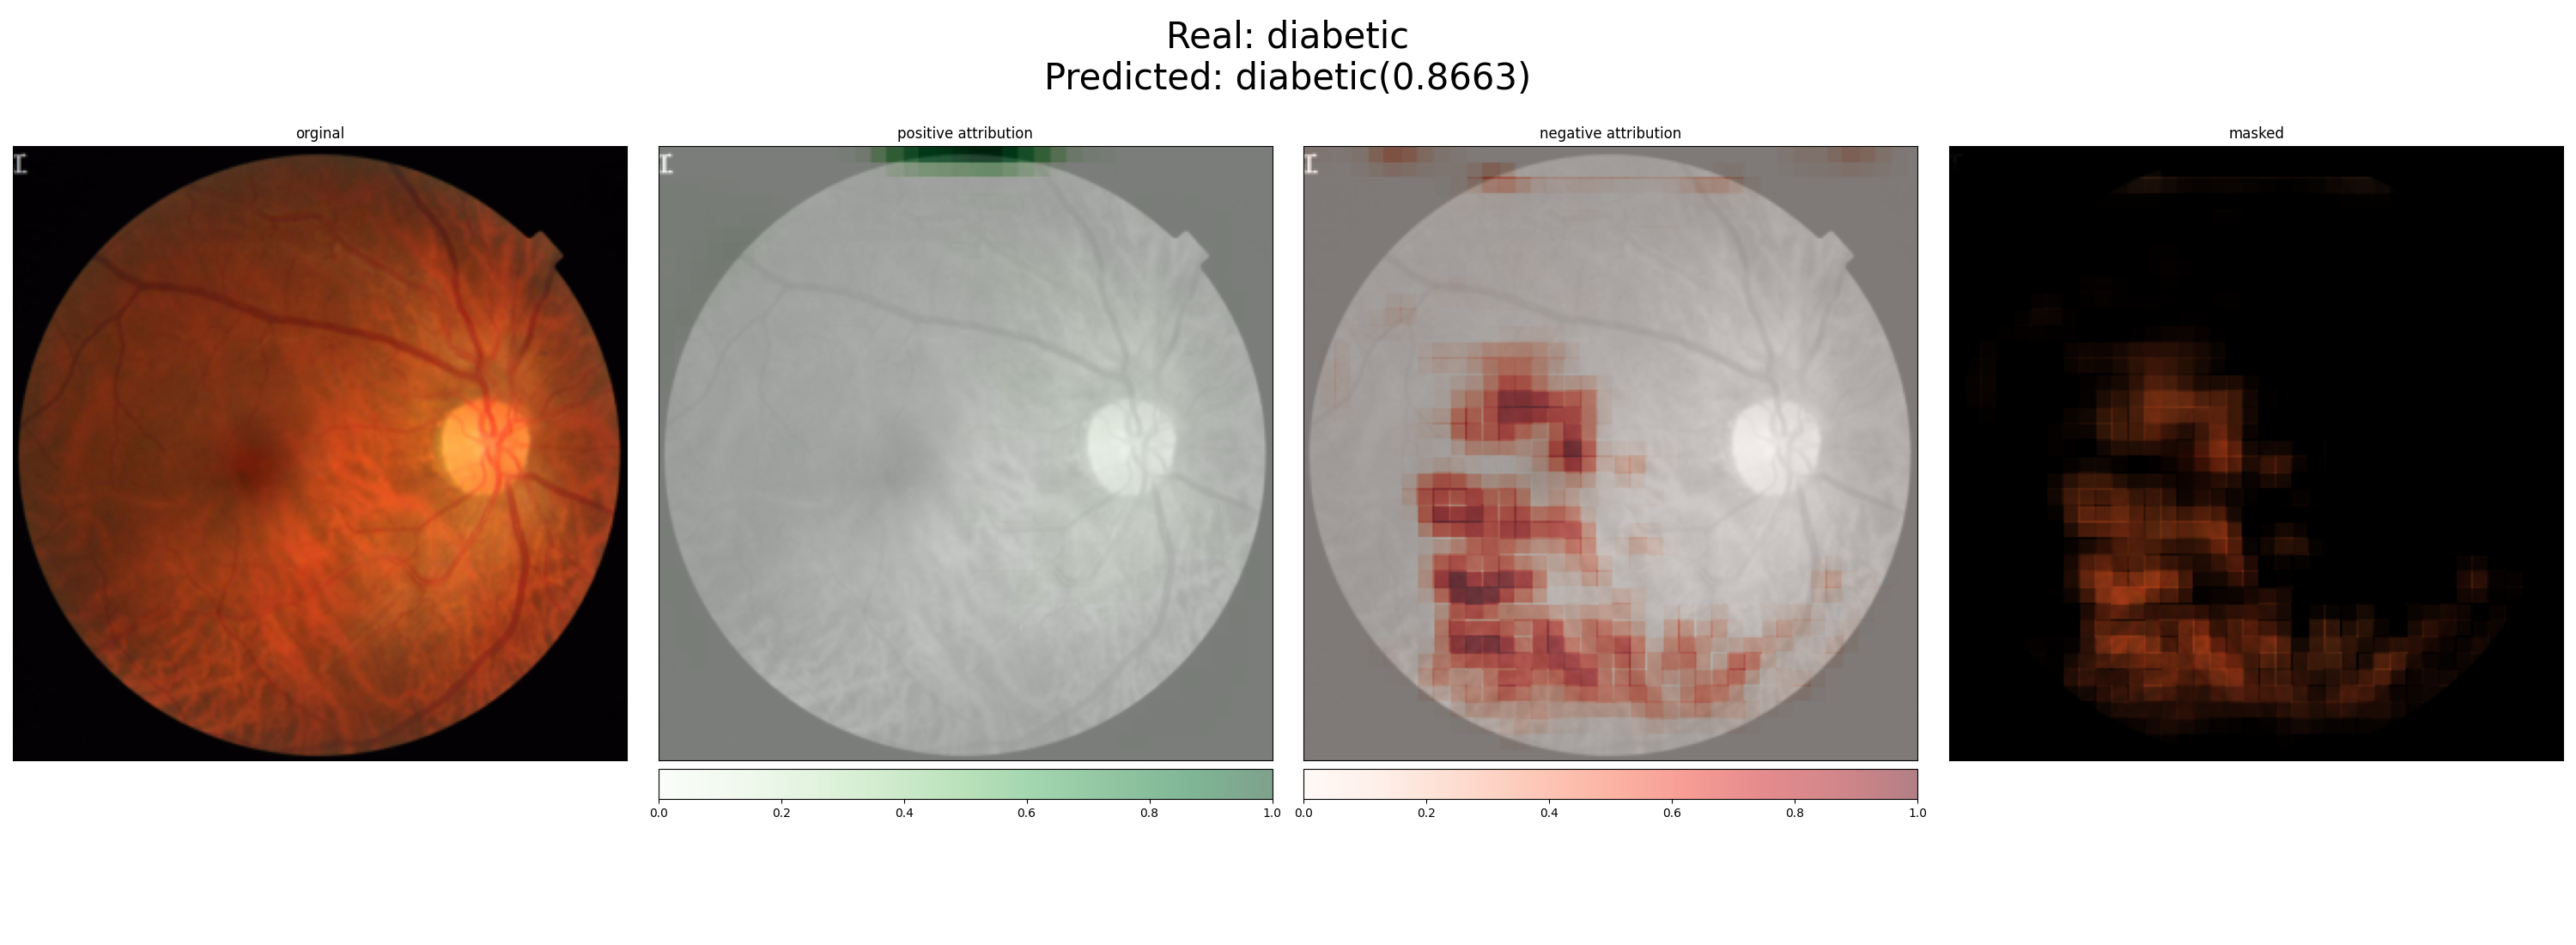 Real: diabetic
Predicted: diabetic(0.8663)
orginal
positive attribution
negative attribution
masked
I
I
I
0.0 0.2 0.4 0.6 0.8 1.0
0.0 0.2 0.4 0.6 0.8 1.0